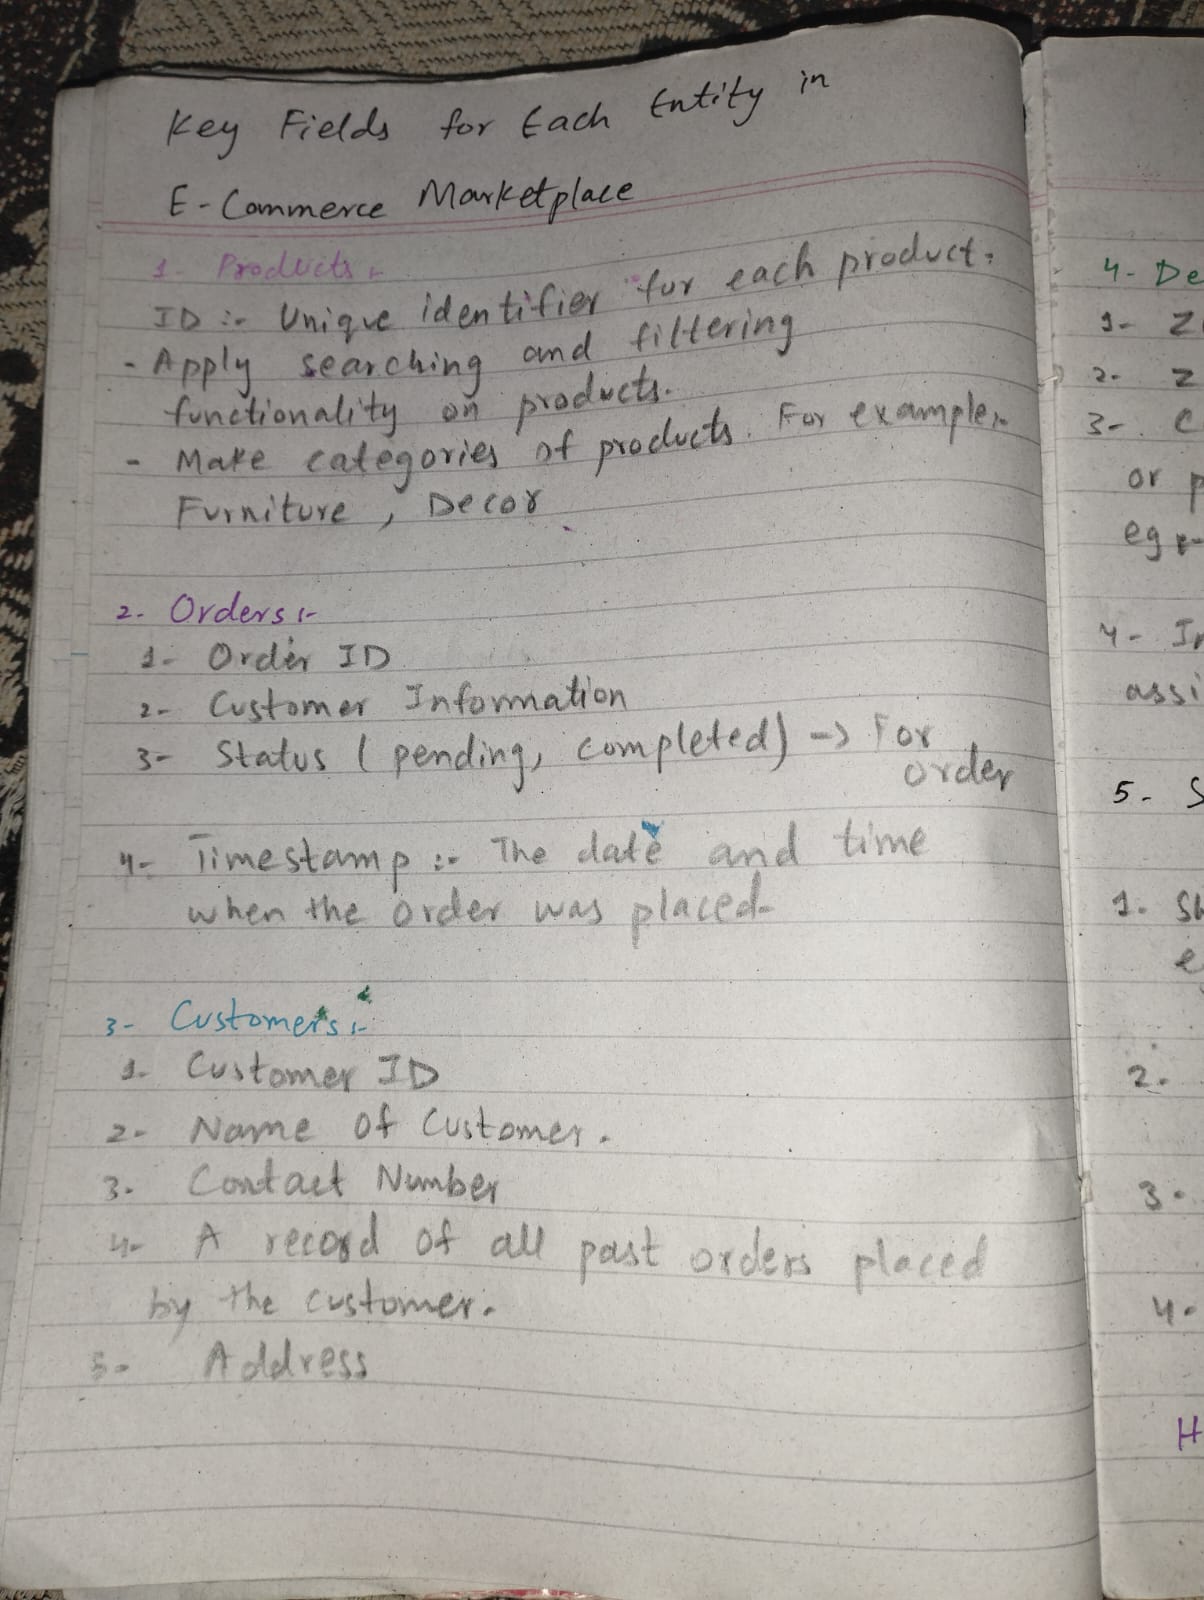 Key Fields for Each Entity in
E-Commerce Marketplace
1- Products :-
ID :- Unique identifier for each product.
- Apply searching and filtering
functionality on products.
- Make categories of products. For example:-
Furniture , Decor
2- Orders :-
1- Order ID
2- Customer Information
3- Status ( pending, completed) -> For
order
4- Timestamp :- The date and time
when the order was placed-
3- Customers :-
1- Customer ID
2- Name of Customer.
3- Contact Number
4- A record of all past orders placed
by the customer.
5- Address
4- De
1- Z
2- Z
3- C
or p
eg :-
4- In
assi
5- S
1. Sh
e
2.
3.
4.
H